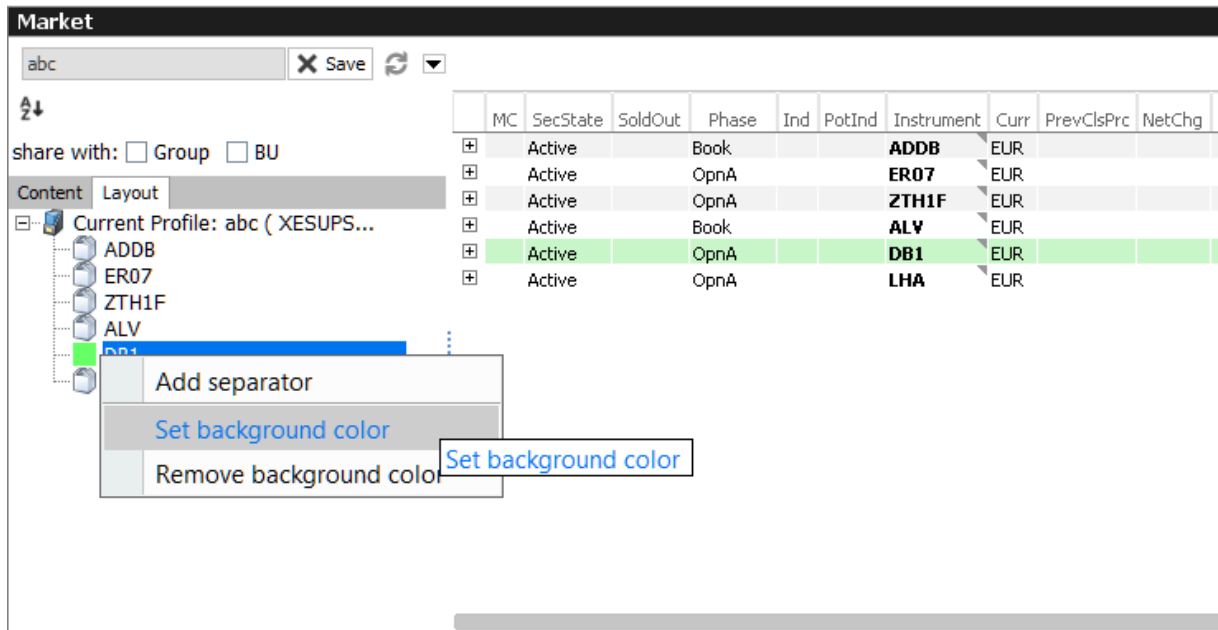 Market
abc
Save
A
Z
share with: Group BU
Content Layout
Current Profile: abc ( XESUPS...
ADDB
ER07
ZTH1F
ALV
DB1
Add separator
Set background color
Set background color
Remove background color
MC SecState SoldOut Phase Ind PotInd Instrument Curr PrevClsPrc NetChg
Active Book ADDB EUR
Active OpnA ER07 EUR
Active OpnA ZTH1F EUR
Active Book ALV EUR
Active OpnA DB1 EUR
Active OpnA LHA EUR